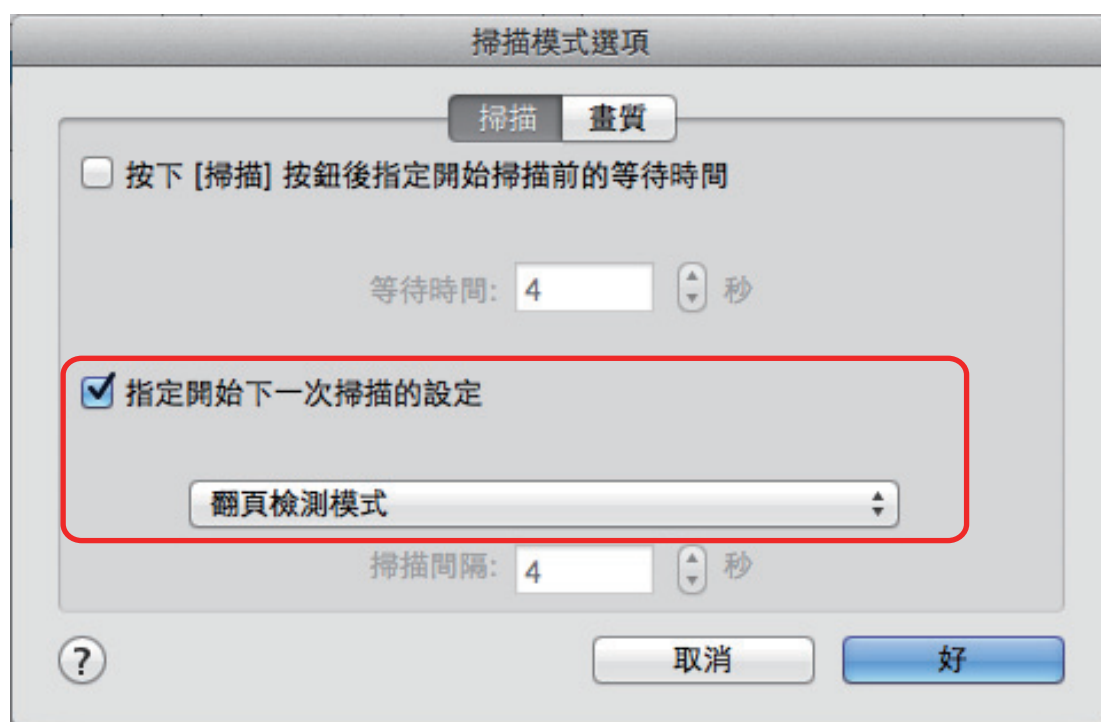 掃描模式選項
掃描 畫質
按下 [掃描] 按鈕後指定開始掃描前的等待時間
等待時間: 4 秒
指定開始下一次掃描的設定
翻頁檢測模式
掃描間隔: 4 秒
? 取消 好